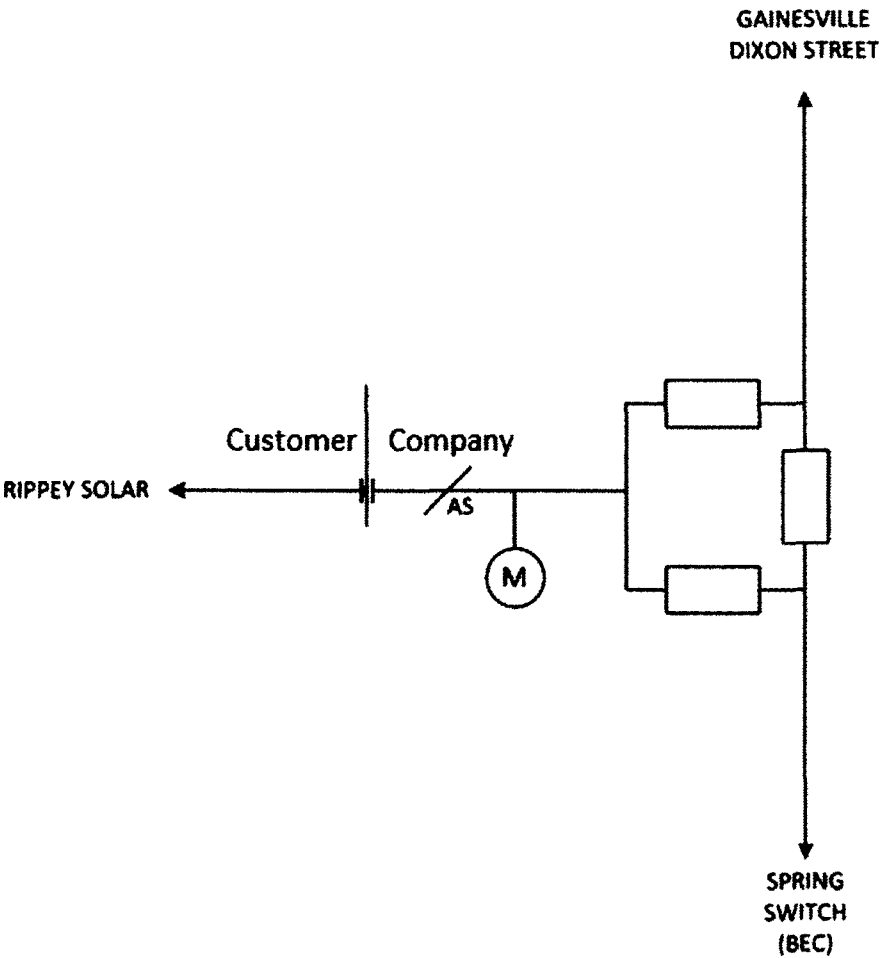 GAINESVILLE
DIXON STREET
Customer Company
RIPPEY SOLAR
AS
M
SPRING
SWITCH
(BEC)